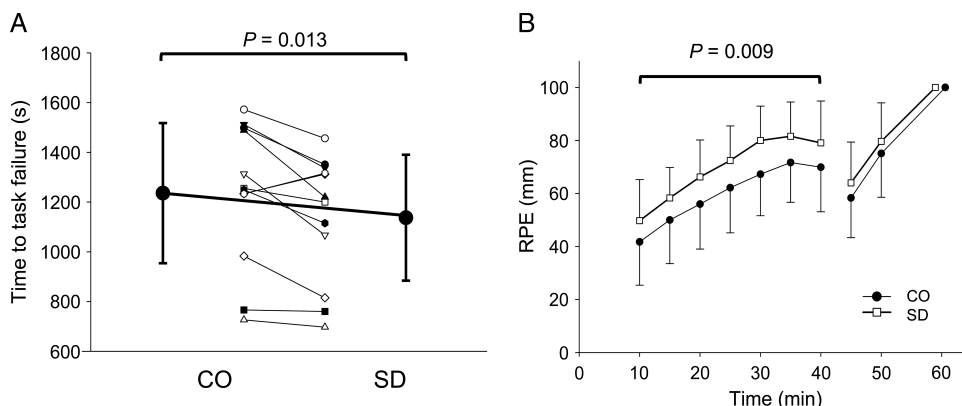 A
P = 0.013
Time to task failure (s)
1800
1600
1400
1200
1000
800
600
CO
SD
B
P = 0.009
RPE (mm)
100
80
60
40
20
0
CO
SD
0
10
20
30
40
50
60
Time (min)